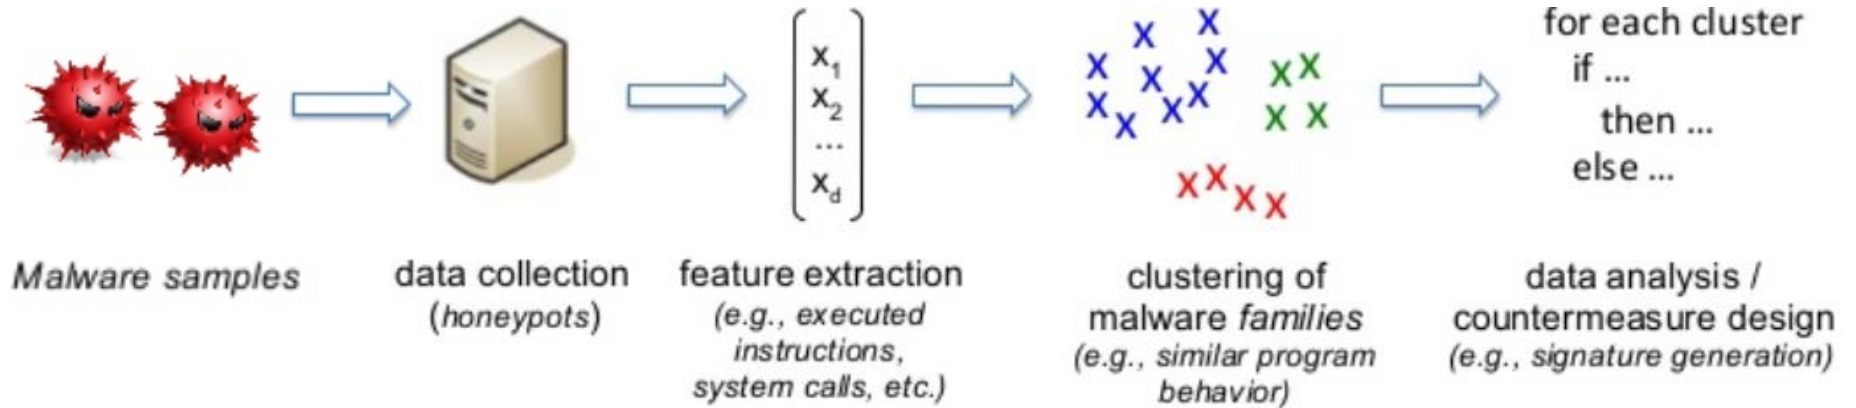 for each cluster
if ...
then ...
else ...
x1
x2
...
xd
X X X X X X X X X X
X X X X
X X X X
Malware samples
data collection
(honeypots)
feature extraction
(e.g., executed
instructions,
system calls, etc.)
clustering of
malware families
(e.g., similar program
behavior)
data analysis /
countermeasure design
(e.g., signature generation)